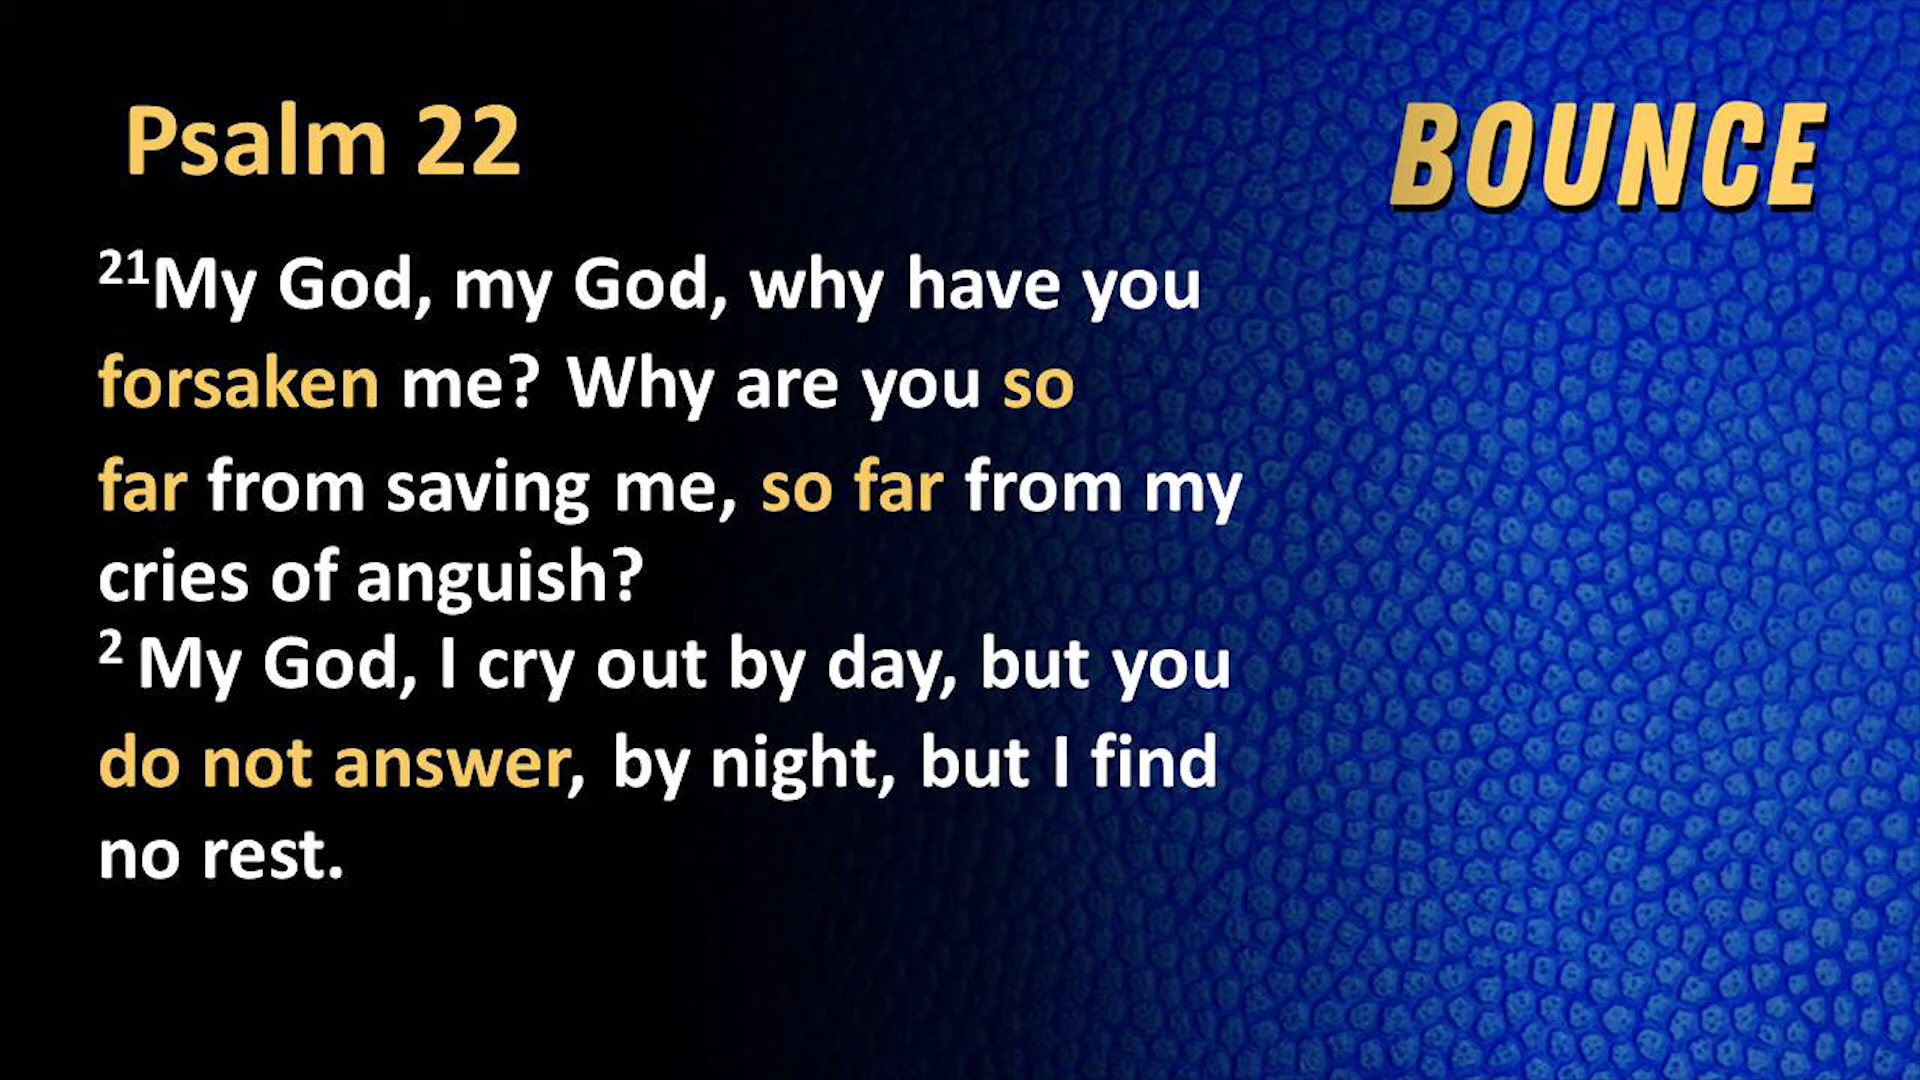 Psalm 22
BOUNCE
21My God, my God, why have you
forsaken me? Why are you so
far from saving me, so far from my
cries of anguish?
2 My God, I cry out by day, but you
do not answer, by night, but I find
no rest.